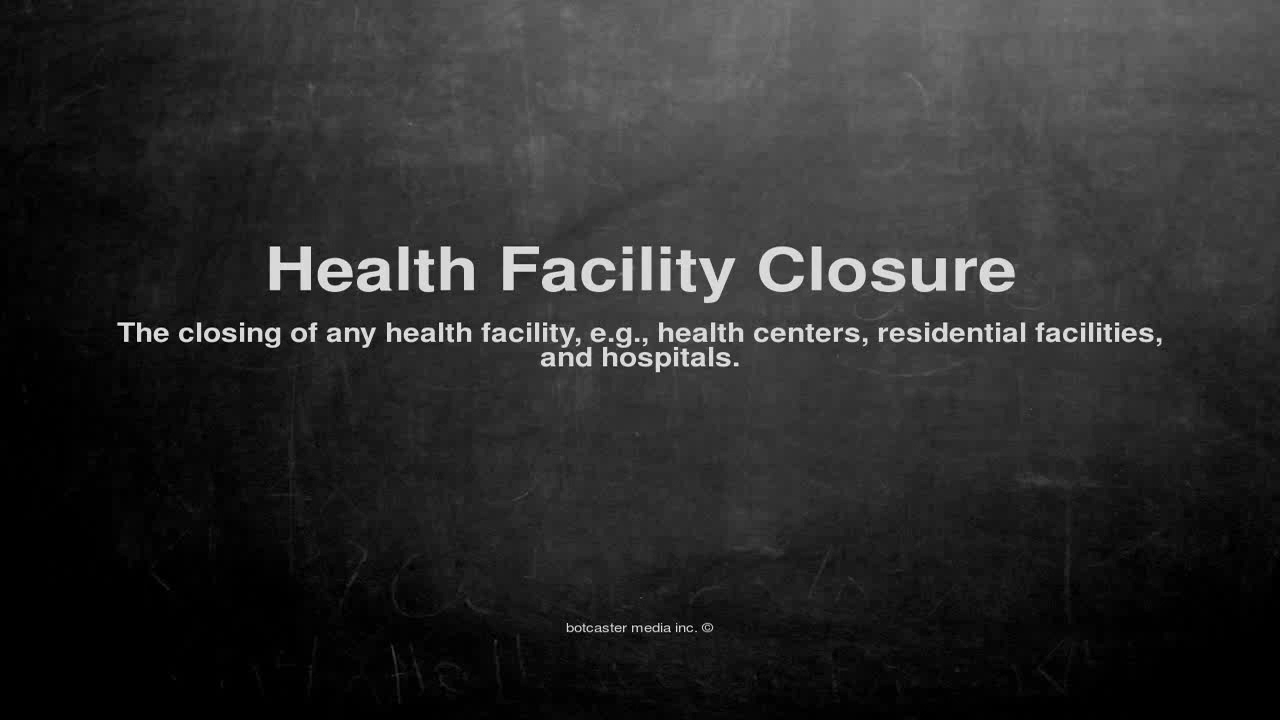 Health Facility Closure
The closing of any health facility, e.g., health centers, residential facilities,
and hospitals.
botcaster media inc. ©